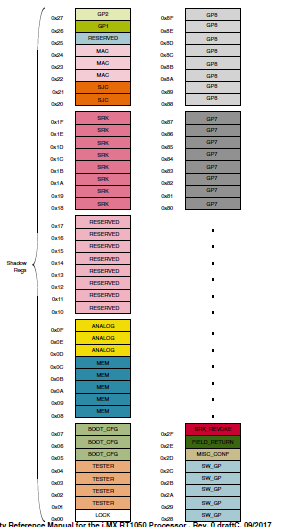 0x27 GP2
0x26 GP1
0x25 RESERVED
0x24 MAC
0x23 MAC
0x22 MAC
0x21 SJC
0x20 SJC
0x1F SRK
0x1E SRK
0x1D SRK
0x1C SRK
0x1B SRK
0x1A SRK
0x19 SRK
0x18 SRK
Shadow
Regs
0x17 RESERVED
0x16 RESERVED
0x15 RESERVED
0x14 RESERVED
0x13 RESERVED
0x12 RESERVED
0x11 RESERVED
0x10 RESERVED
0x0F ANALOG
0x0E ANALOG
0x0D ANALOG
0x0C MEM
0x0B MEM
0x0A MEM
0x09 MEM
0x08 MEM
0x07 BOOT_CFG
0x06 BOOT_CFG
0x05 BOOT_CFG
0x04 TESTER
0x03 TESTER
0x02 TESTER
0x01 TESTER
0x00 LOCK
0x8F GP8
0x8E GP8
0x8D GP8
0x8C GP8
0x8B GP8
0x8A GP8
0x89 GP8
0x88 GP8
0x87 GP7
0x86 GP7
0x85 GP7
0x84 GP7
0x83 GP7
0x82 GP7
0x81 GP7
0x80 GP7
0x2F SRK_REVOKE
0x2E FIELD_RETURN
0x2D MISC_CONF
0x2C SW_GP
0x2B SW_GP
0x2A SW_GP
0x29 SW_GP
0x28 SW_GP
ty Reference Manual for the i.MX RT1050 Processor, Rev. 0 draftC, 09/2017